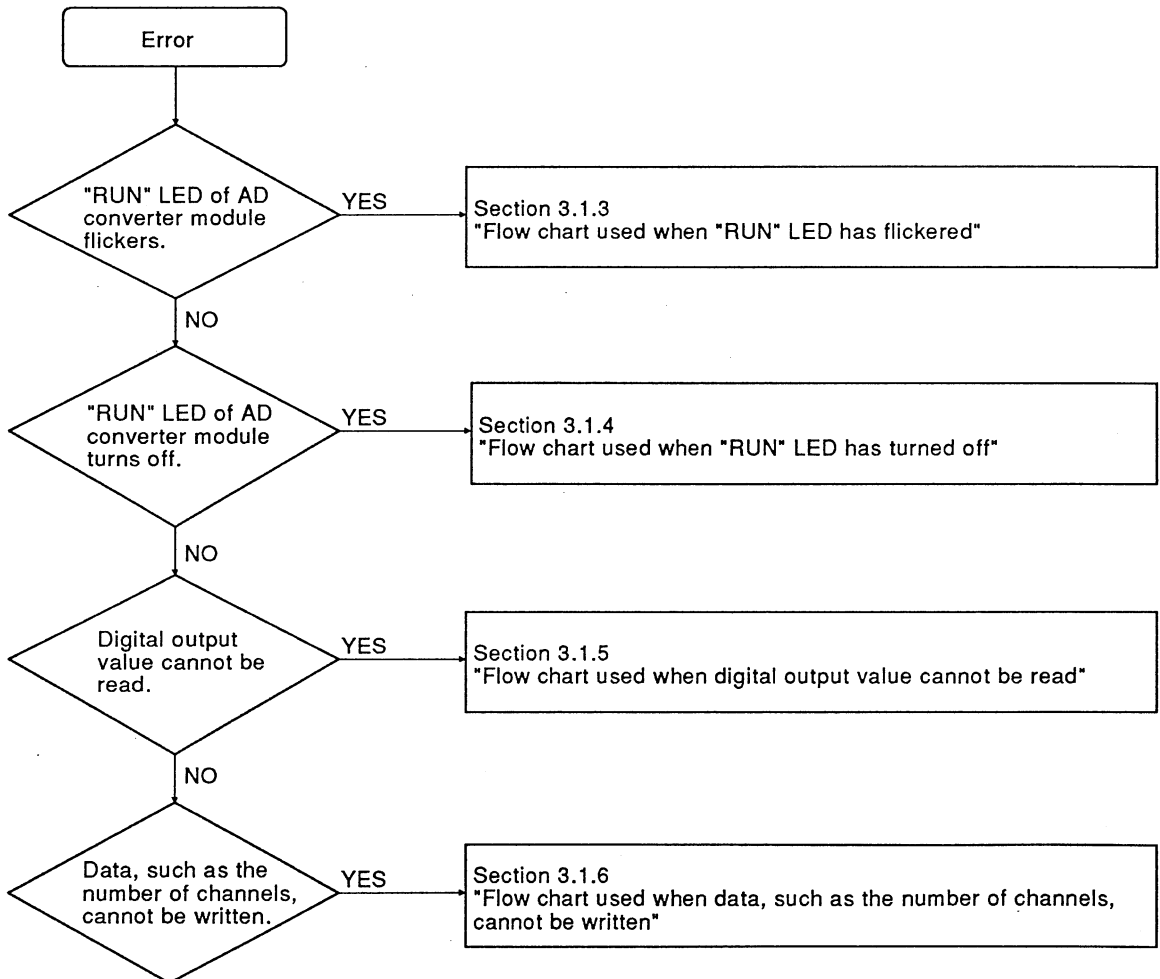 Error
"RUN" LED of AD
converter module
flickers.
YES
Section 3.1.3
"Flow chart used when "RUN" LED has flickered"
NO
"RUN" LED of AD
converter module
turns off.
YES
Section 3.1.4
"Flow chart used when "RUN" LED has turned off"
NO
Digital output
value cannot be
read.
YES
Section 3.1.5
"Flow chart used when digital output value cannot be read"
NO
Data, such as the
number of channels,
cannot be written.
YES
Section 3.1.6
"Flow chart used when data, such as the number of channels,
cannot be written"